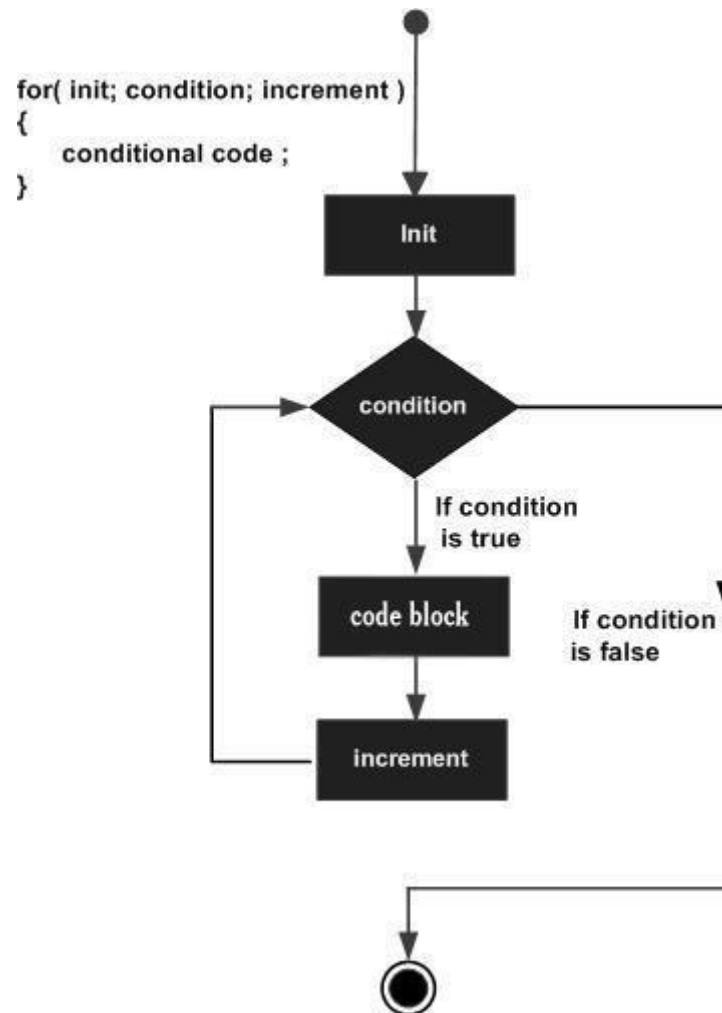 for( init; condition; increment )
{
conditional code ;
}
Init
condition
If condition
is true
code block
If condition
is false
increment